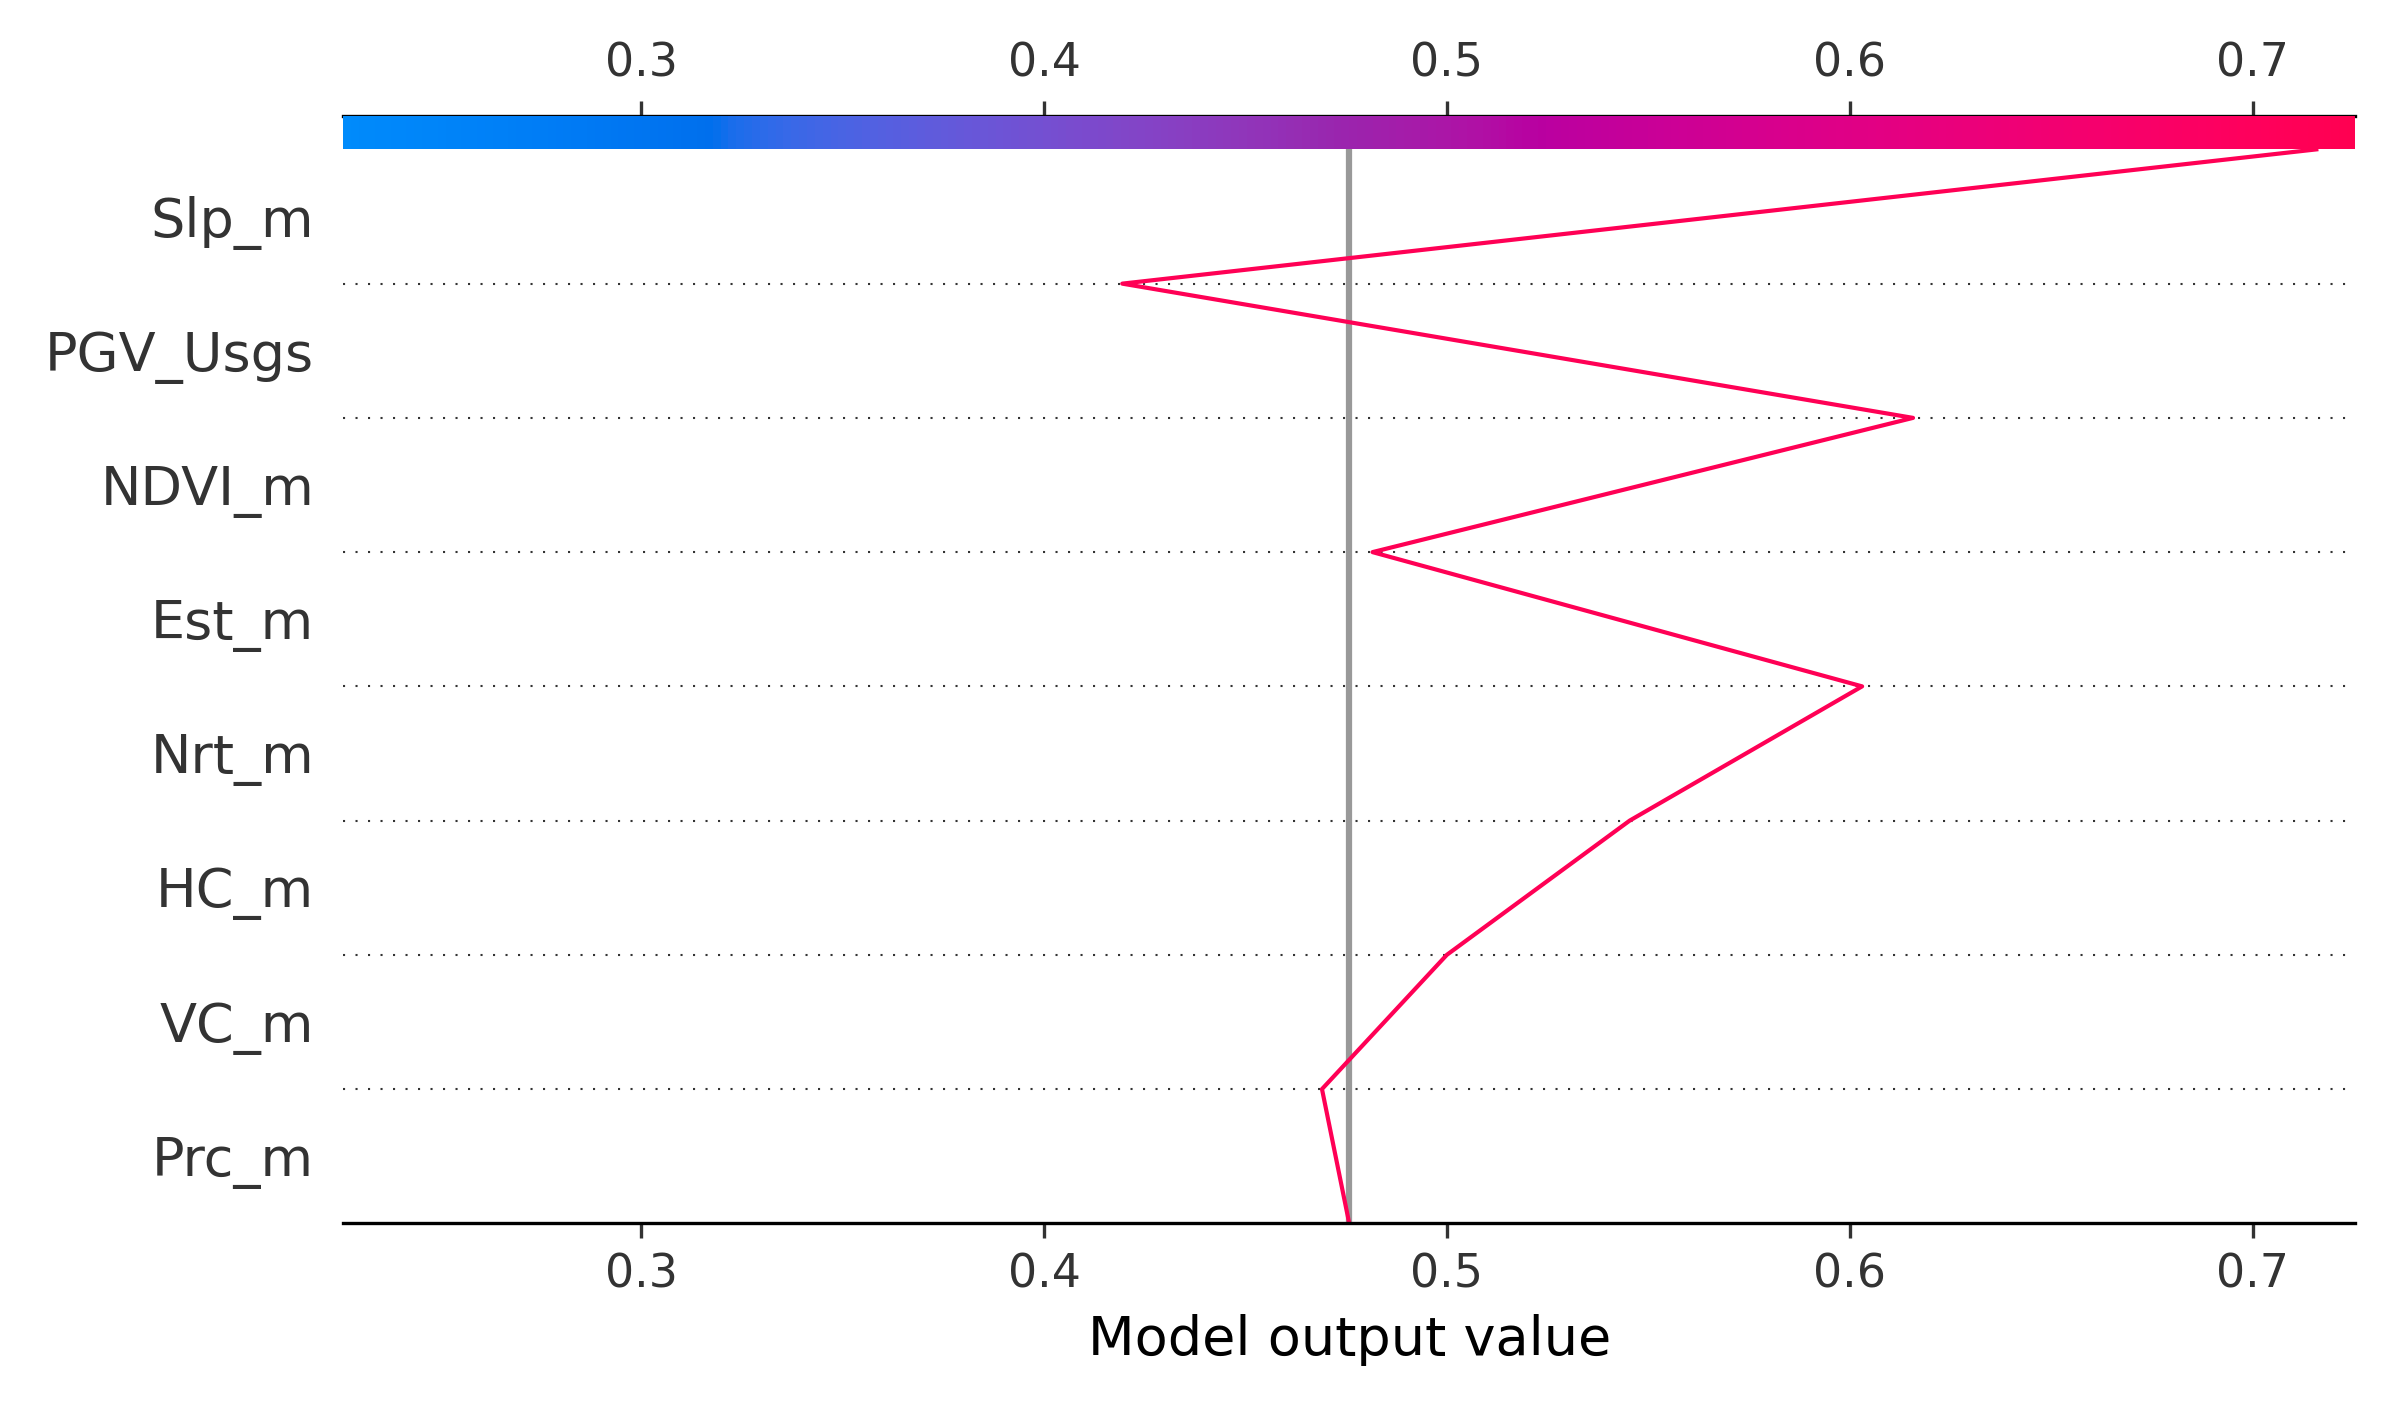 0.3 0.4 0.5 0.6 0.7
Slp_m
PGV_Usgs
NDVI_m
Est_m
Nrt_m
HC_m
VC_m
Prc_m
0.3 0.4 0.5 0.6 0.7
Model output value